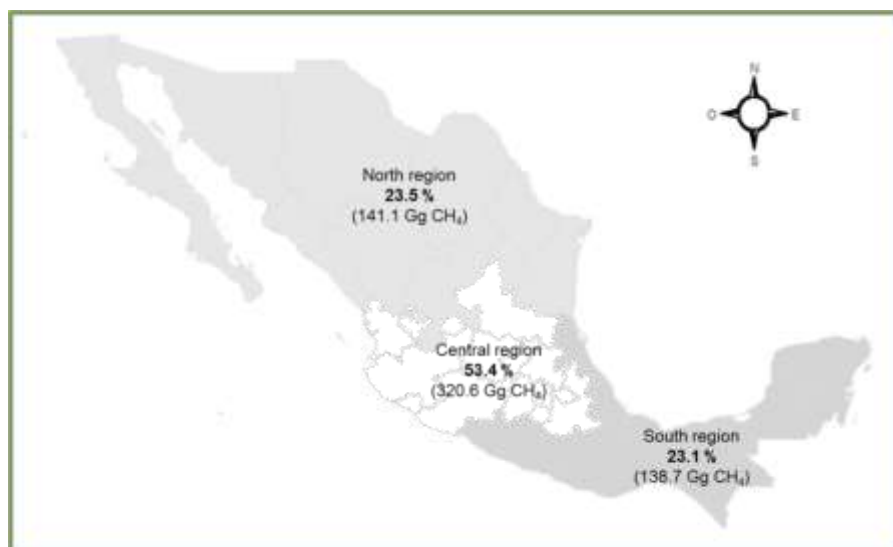 N
O E
S
North region
23.5 %
(141.1 Gg CH₄)
Central region
53.4 %
(320.6 Gg CH₄)
South region
23.1 %
(138.7 Gg CH₄)